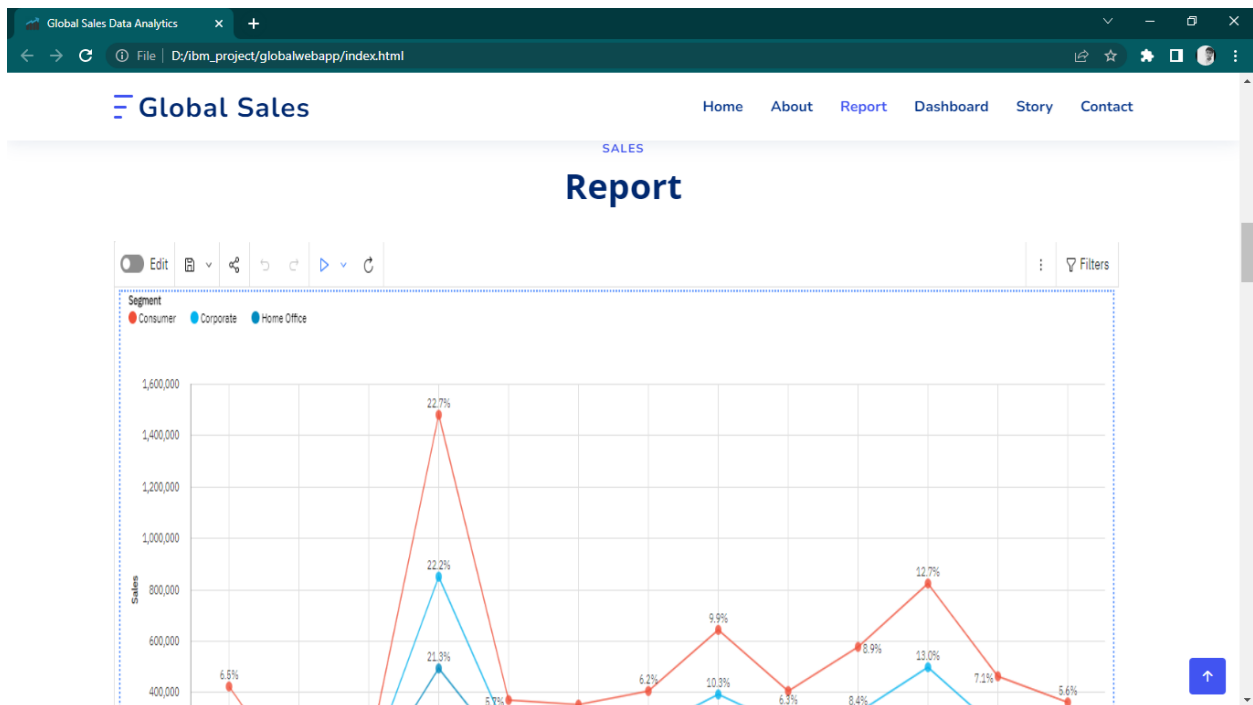 Global Sales Data Analytics
File D:/ibm_project/globalwebapp/index.html
Global Sales Home About Report Dashboard Story Contact
SALES
Report
Edit Filters
Segment
Consumer Corporate Home Office
1,600,000
22.7%
1,400,000
1,200,000
1,000,000
22.2%
12.7%
800,000
Sales
9.9%
600,000
8.9%
21.3% 13.0%
6.5% 6.2% 10.3% 7.1%
5.6%
400,000
5.7% 6.3% 8.4%